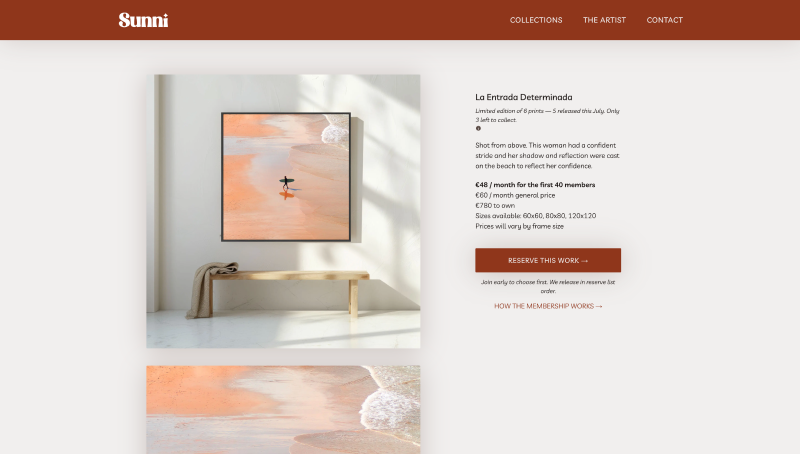 Sunni
COLLECTIONS
THE ARTIST
CONTACT
La Entrada Determinada
Limited edition of 6 prints — 5 released this July. Only
3 left to collect.
Shot from above. This woman had a confident
stride and her shadow and reflection were cast
on the beach to reflect her confidence.
€48 / month for the first 40 members
€60 / month general price
€780 to own
Sizes available: 60x60, 80x80, 120x120
Prices will vary by frame size
RESERVE THIS WORK →
Join early to choose first. We release in reserve list
order.
HOW THE MEMBERSHIP WORKS →